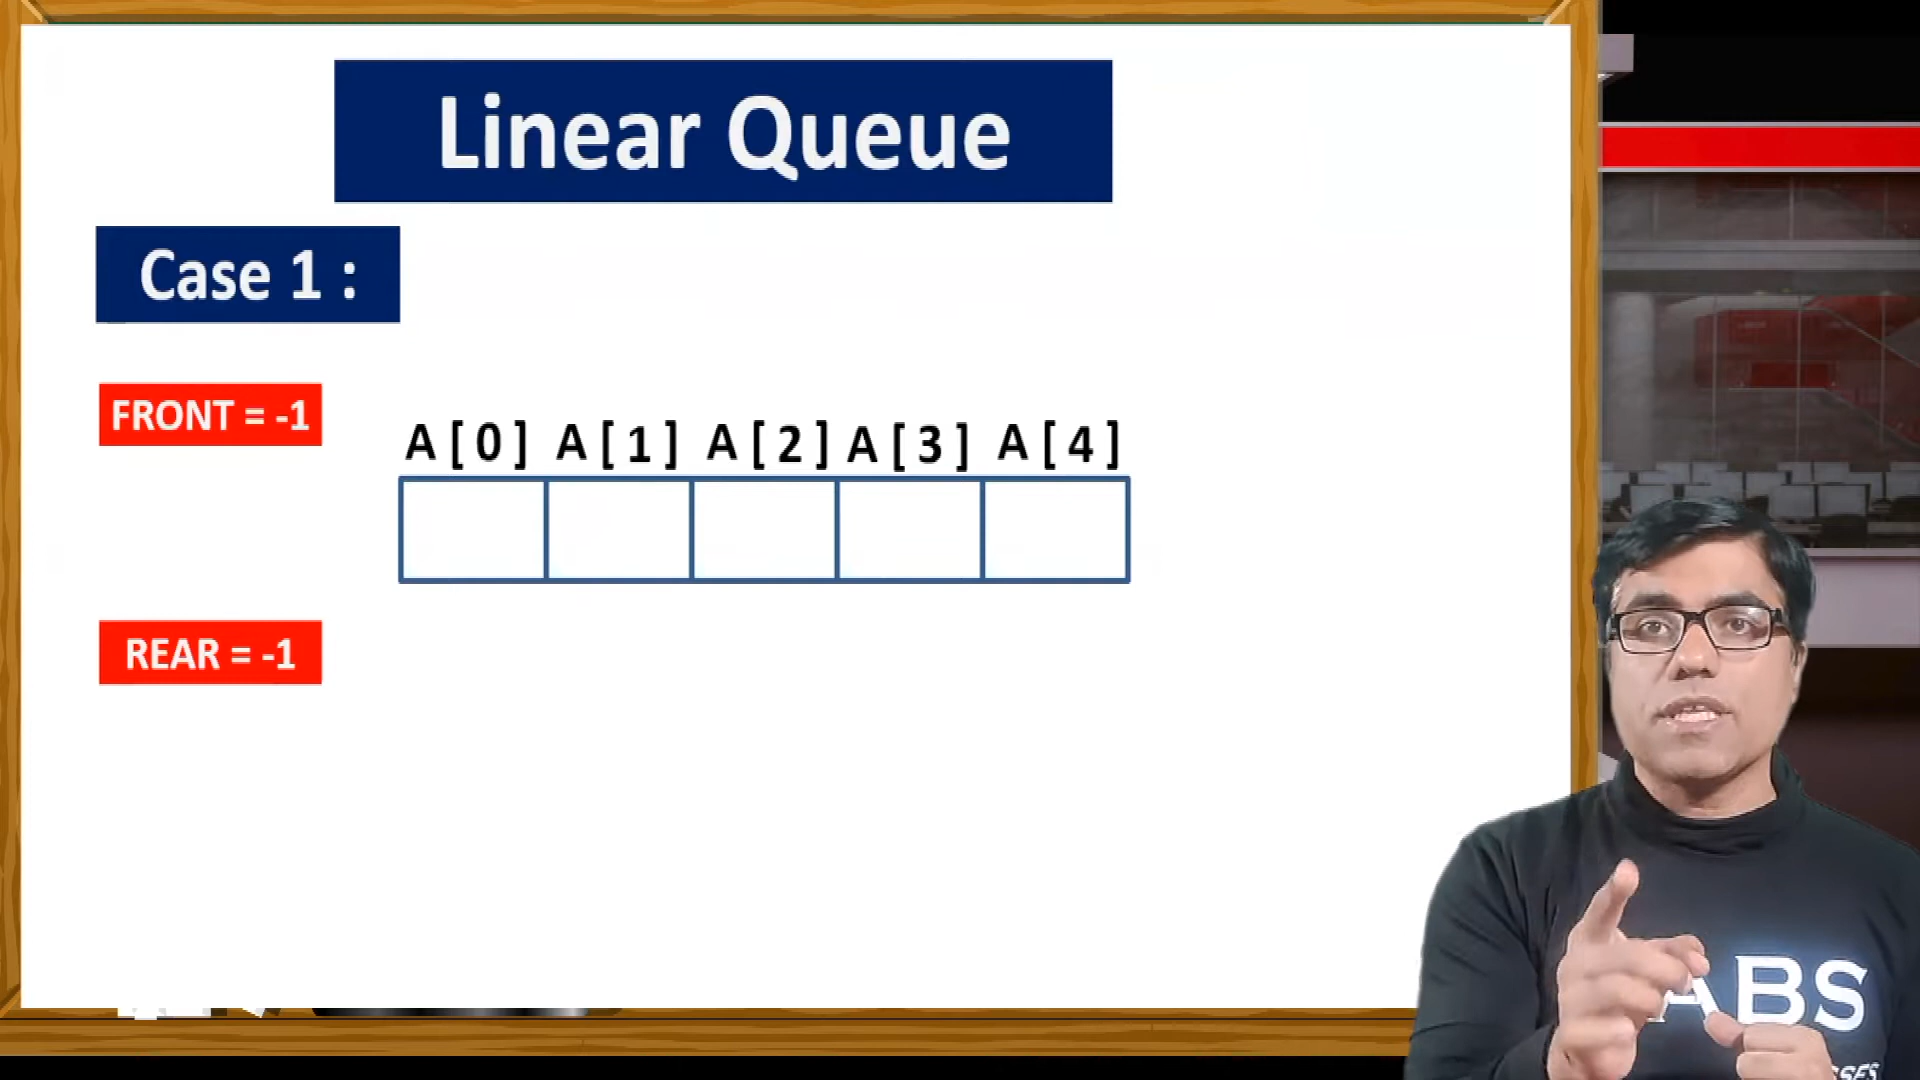 Linear Queue
Case 1 :
FRONT = -1
A [ 0 ] A [ 1 ] A [ 2 ] A [ 3 ] A [ 4 ]
REAR = -1
ABS